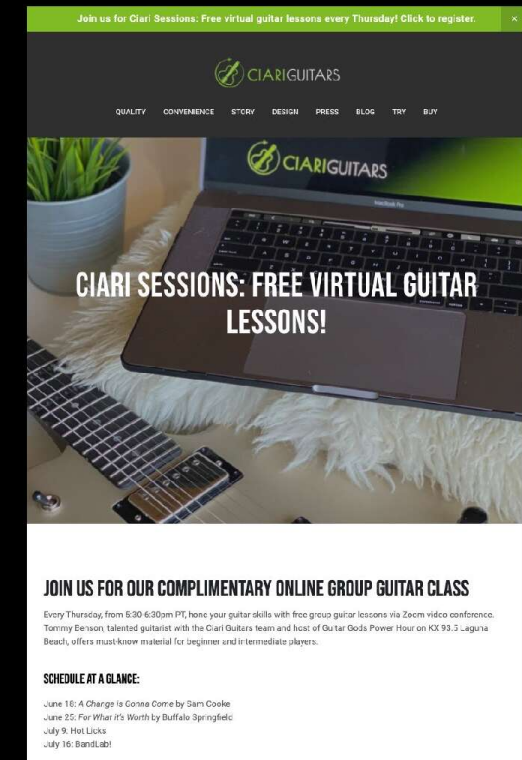 Join us for Ciari Sessions: Free virtual guitar lessons every Thursday! Click to register.
×
CIARIGUITARS
QUALITY CONVENIENCE STORY DESIGN PRESS BLOG TRY BUY
CIARIGUITARS
MacBook Pro
CIARI SESSIONS: FREE VIRTUAL GUITAR
LESSONS!
JOIN US FOR OUR COMPLIMENTARY ONLINE GROUP GUITAR CLASS
Every Thursday, from 5:30-6:30pm PT, hone your guitar skills with free group guitar lessons via Zoom video conference.
Tommy Benson, talented guitarist with the Ciari Guitars team and host of Guitar Gods Power Hour on KX 93.5 Laguna
Beach, offers must-know material for beginner and intermediate players.
SCHEDULE AT A GLANCE:
June 18: A Change is Gonna Come by Sam Cooke
June 25: For What it's Worth by Buffalo Springfield
July 9: Hot Licks
July 16: BandLab!